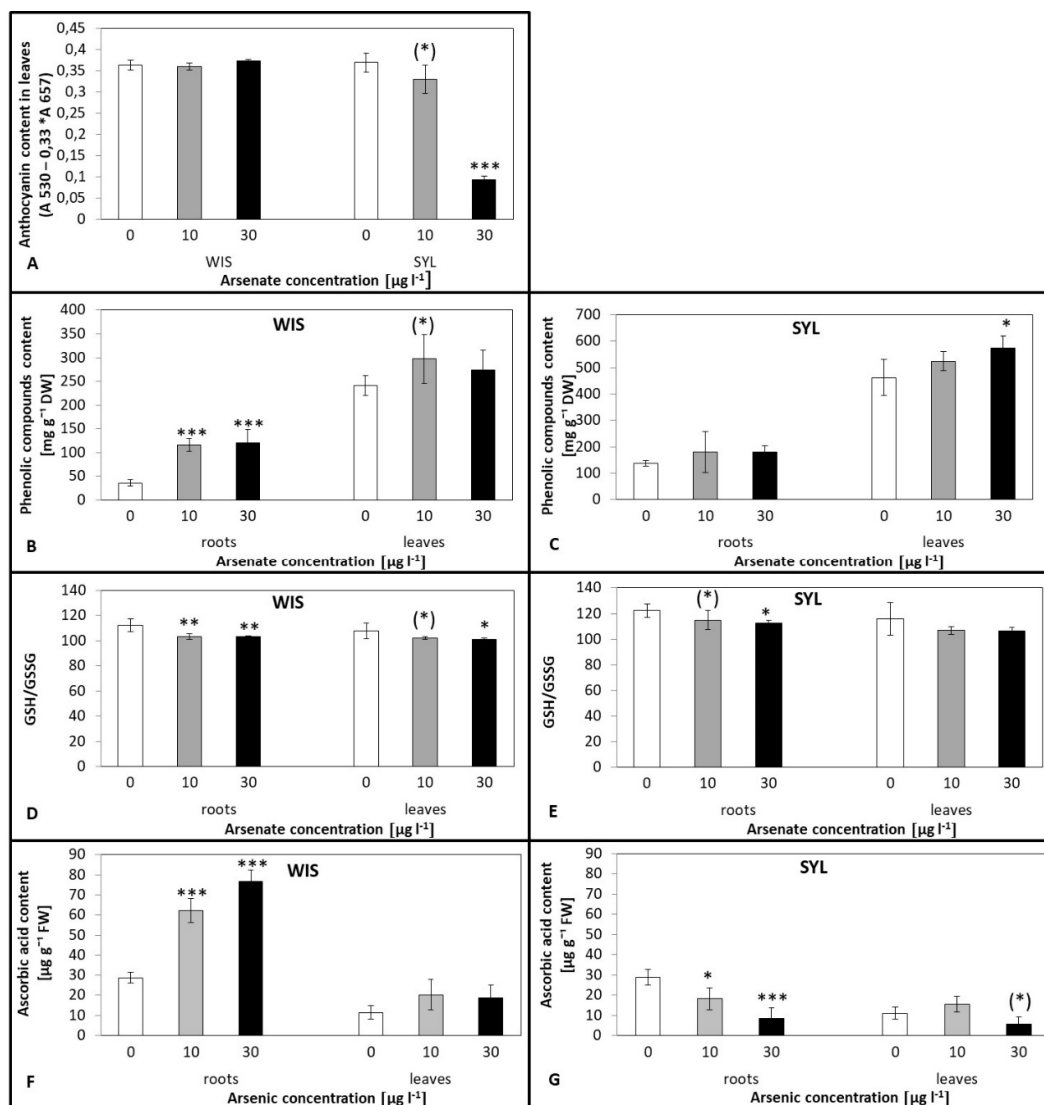 Anthocyanin content in leaves
(A 530 – 0,33 *A 657)
0,45
0,4
0,35
0,3
0,25
0,2
0,15
0,1
0,05
0
(*)
***
0 10 30 0 10 30
WIS SYL
A
Arsenate concentration [µg l⁻¹]
Phenolic compounds content
[mg g⁻¹ DW]
400
350
300
250
200
150
100
50
0
WIS
*** *** (*)
0 10 30 0 10 30
roots leaves
B
Arsenate concentration [µg l⁻¹]
Phenolic compounds content
[mg g⁻¹ DW]
700
600
500
400
300
200
100
0
SYL
*
0 10 30 0 10 30
roots leaves
C
Arsenate concentration [µg l⁻¹]
GSH/GSSG
140
120
100
80
60
40
20
0
WIS
** ** (*) *
0 10 30 0 10 30
roots leaves
D
Arsenate concentration [µg l⁻¹]
GSH/GSSG
140
120
100
80
60
40
20
0
SYL
(*) *
0 10 30 0 10 30
roots leaves
E
Arsenate concentration [µg l⁻¹]
Ascorbic acid content
[µg g⁻¹ FW]
90
80
70
60
50
40
30
20
10
0
WIS
*** ***
0 10 30 0 10 30
roots leaves
F
Arsenic concentration [µg l⁻¹]
Ascorbic acid content
[µg g⁻¹ FW]
90
80
70
60
50
40
30
20
10
0
SYL
* *** (*)
0 10 30 0 10 30
roots leaves
G
Arsenic concentration [µg l⁻¹]